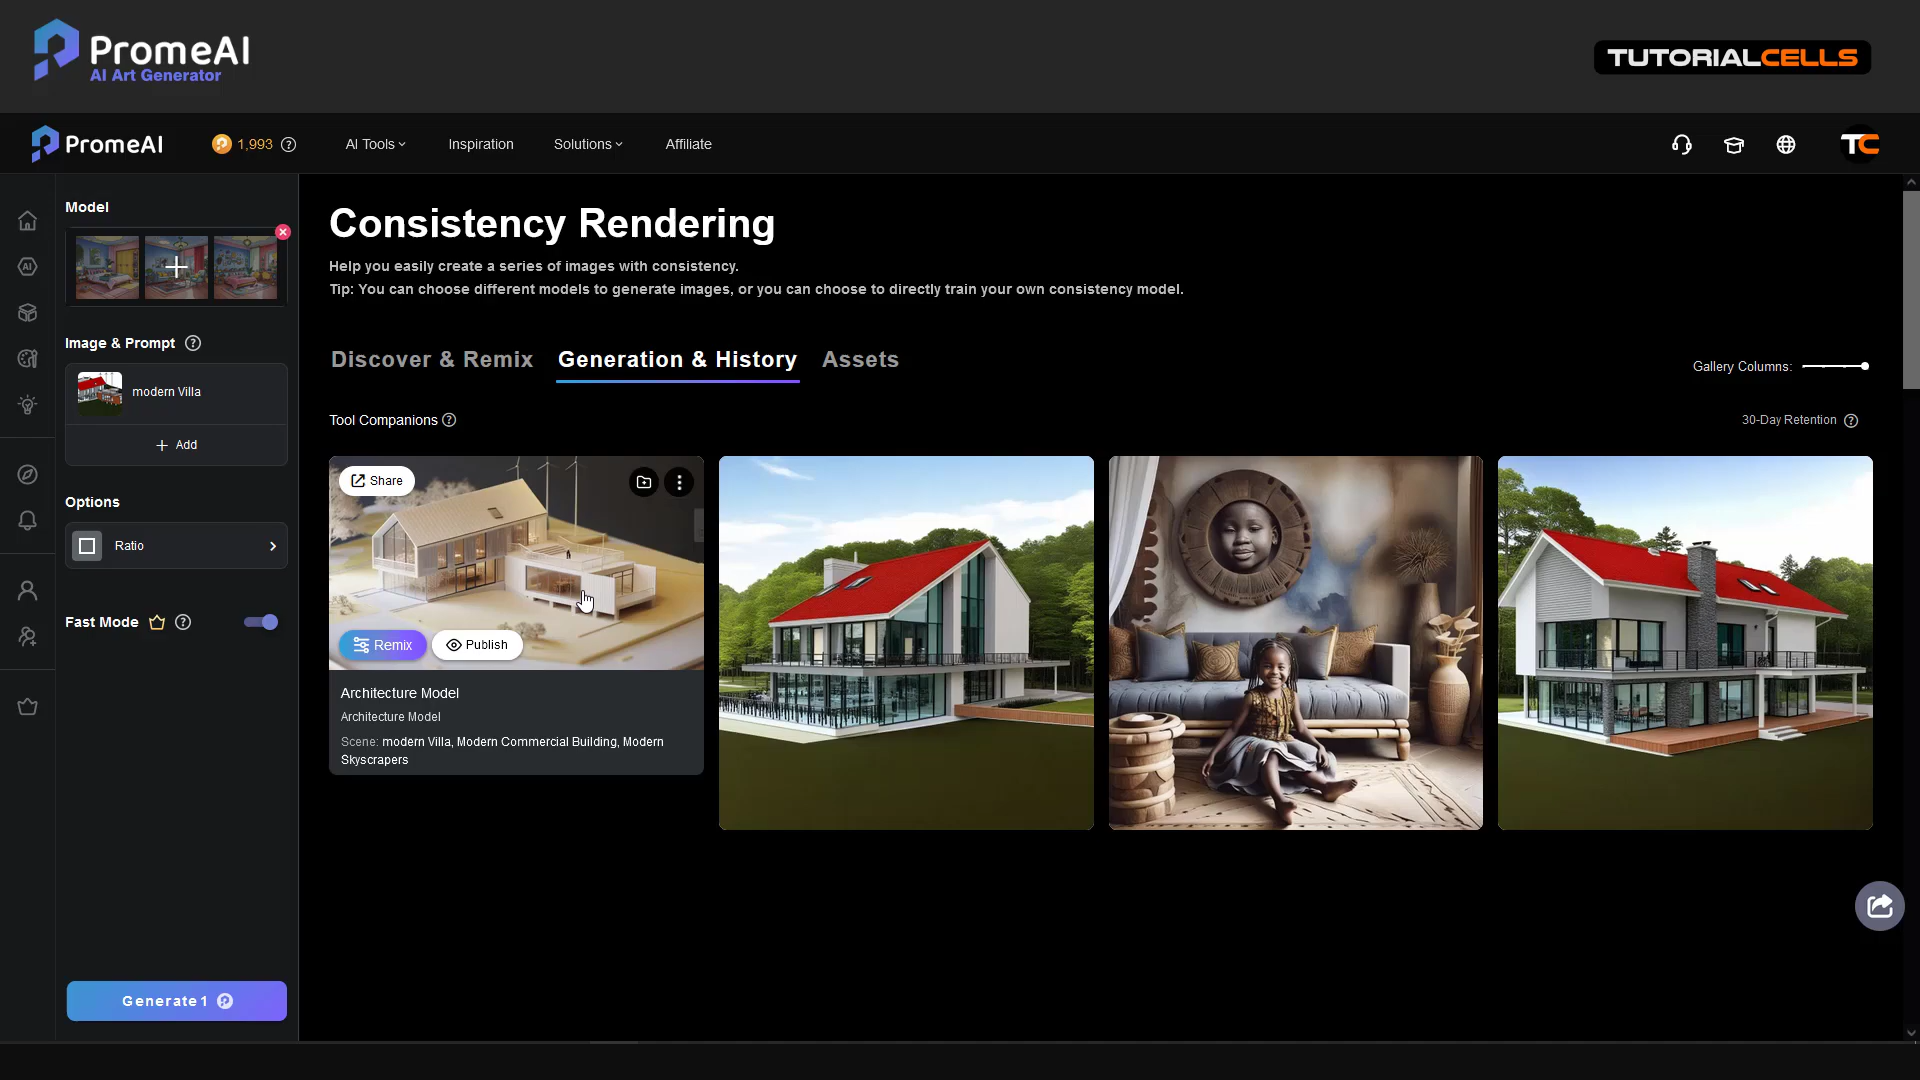 PromeAI
AI Art Generator
TUTORIALCELLS
PromeAI
1,993
AI Tools
Inspiration
Solutions
Affiliate
TC
Model
Image & Prompt
modern Villa
Add
Options
Ratio
Fast Mode
Generate 1
Consistency Rendering
Help you easily create a series of images with consistency.
Tip: You can choose different models to generate images, or you can choose to directly train your own consistency model.
Discover & Remix
Generation & History
Assets
Gallery Columns:
Tool Companions
30-Day Retention
Share
Remix
Publish
Architecture Model
Architecture Model
Scene: modern Villa, Modern Commercial Building, Modern
Skyscrapers